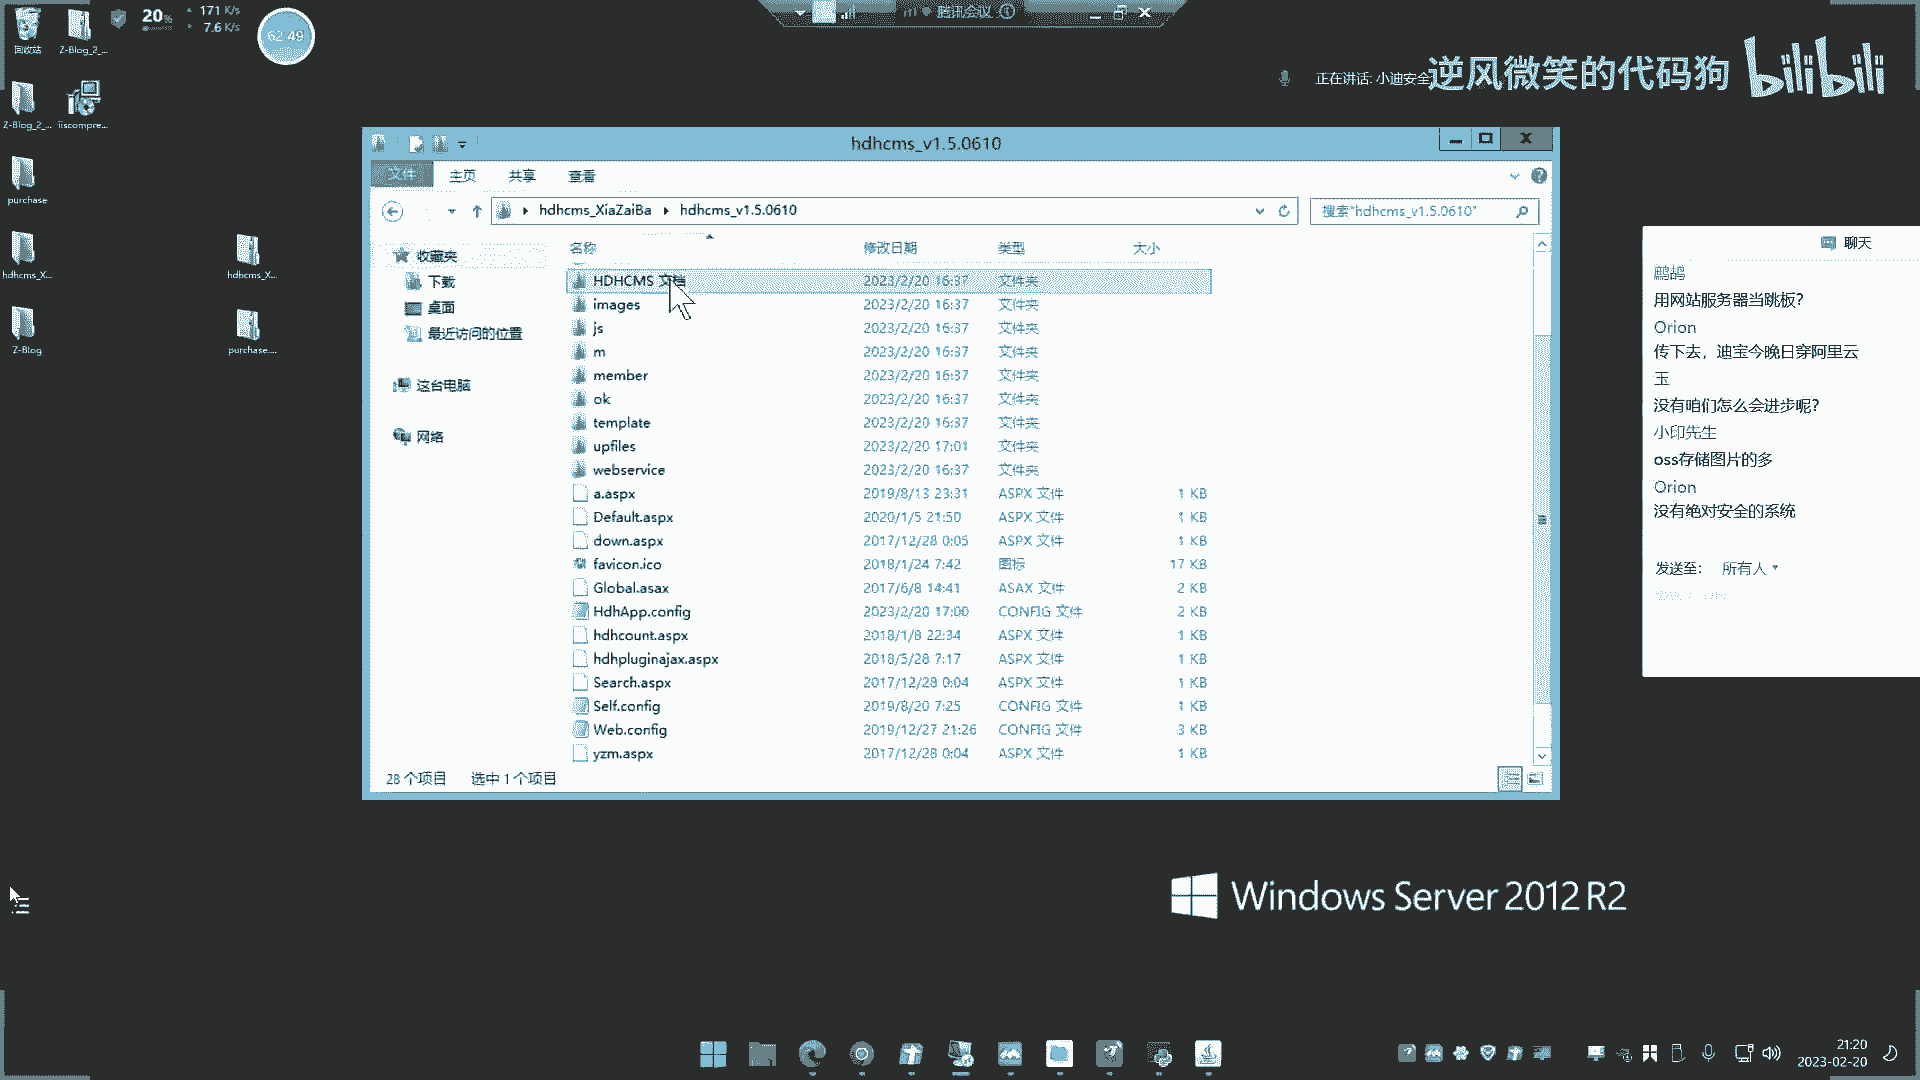 回收站
Z-Blog_2_...
20%
171 K/s
7.6 K/s
62:49
腾讯会议
正在讲话: 小迪安全
逆风微笑的代码狗
bilibili
Z-Blog_2_...
iiscompre...
purchase
hdhcms_X...
hdhcms_X...
Z-Blog
purchase....
hdhcms_v1.5.0610
文件
主页
共享
查看
hdhcms_XiaZaiBa
hdhcms_v1.5.0610
搜索"hdhcms_v1.5.0610"
收藏夹
下载
桌面
最近访问的位置
这台电脑
网络
名称 修改日期 类型 大小
HDHCMS 文档 2023/2/20 16:37 文件夹
images 2023/2/20 16:37 文件夹
js 2023/2/20 16:37 文件夹
m 2023/2/20 16:37 文件夹
member 2023/2/20 16:37 文件夹
ok 2023/2/20 16:37 文件夹
template 2023/2/20 16:37 文件夹
upfiles 2023/2/20 17:01 文件夹
webservice 2023/2/20 16:37 文件夹
a.aspx 2019/8/13 23:31 ASPX 文件 1 KB
Default.aspx 2020/1/5 21:50 ASPX 文件 1 KB
down.aspx 2017/12/28 0:05 ASPX 文件 1 KB
favicon.ico 2018/1/24 7:42 图标 17 KB
Global.asax 2017/6/8 14:41 ASAX 文件 2 KB
HdhApp.config 2023/2/20 17:00 CONFIG 文件 2 KB
hdhcount.aspx 2018/1/8 22:34 ASPX 文件 1 KB
hdhpluginajax.aspx 2018/5/28 7:17 ASPX 文件 1 KB
Search.aspx 2017/12/28 0:04 ASPX 文件 1 KB
Self.config 2019/8/20 7:25 CONFIG 文件 1 KB
Web.config 2019/12/27 21:26 CONFIG 文件 3 KB
yzm.aspx 2017/12/28 0:04 ASPX 文件 1 KB
28 个项目 选中 1 个项目
聊天
鹧鸪
用网站服务器当跳板?
Orion
传下去，迪宝今晚日穿阿里云
玉
没有咱们怎么会进步呢?
小印先生
oss存储图片的多
Orion
没有绝对安全的系统
发送至: 所有人
Windows Server 2012 R2
21:20
2023-02-20